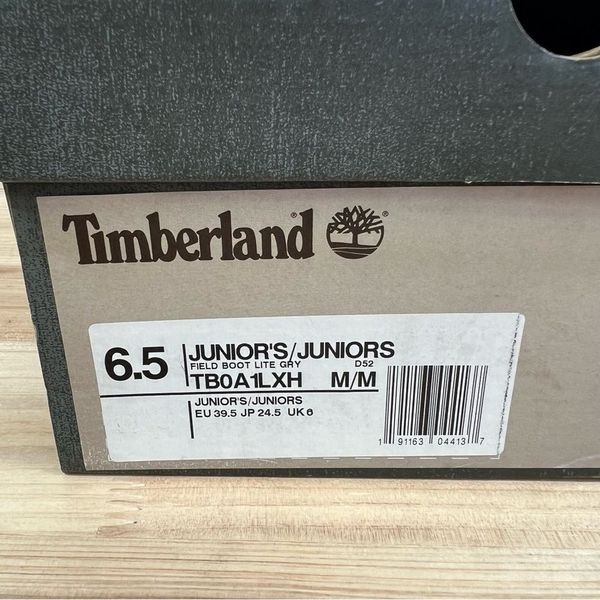 Timberland®
®
6.5
JUNIOR'S/JUNIORS
FIELD BOOT LITE GRY D52
TB0A1LXH M/M
JUNIOR'S/JUNIORS
EU 39.5 JP 24.5 UK 6
1 91163 04413 7